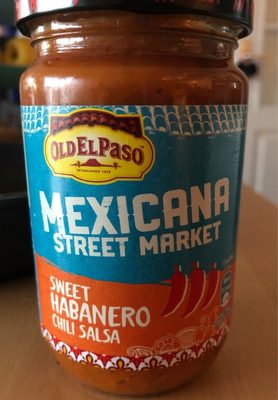 OLD EL PASO
MEXICANA
STREET MARKET
SWEET
HABANERO
CHILI SALSA